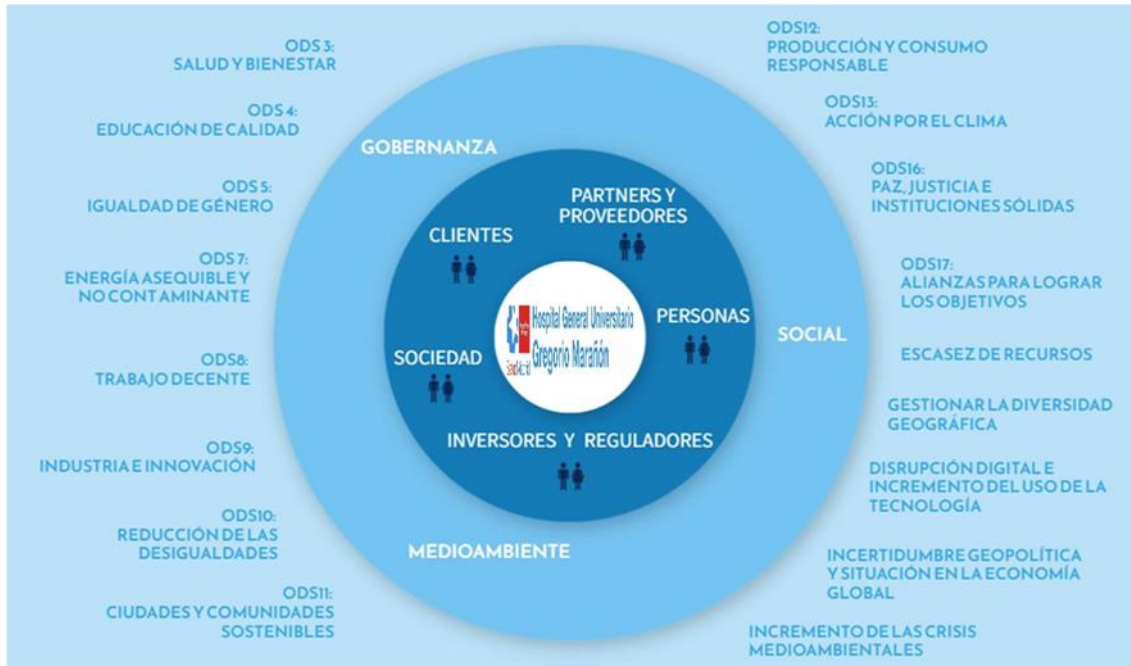 ODS 3:
SALUD Y BIENESTAR
ODS 4:
EDUCACIÓN DE CALIDAD
ODS 5:
IGUALDAD DE GÉNERO
ODS 7:
ENERGÍA ASEQUIBLE Y
NO CONTAMINANTE
ODS8:
TRABAJO DECENTE
ODS9:
INDUSTRIA E INNOVACIÓN
ODS10:
REDUCCIÓN DE LAS
DESIGUALDADES
ODS11:
CIUDADES Y COMUNIDADES
SOSTENIBLES
GOBERNANZA
SOCIAL
MEDIOAMBIENTE
PARTNERS Y
PROVEEDORES
CLIENTES
PERSONAS
SOCIEDAD
INVERSORES Y REGULADORES
Hospital General Universitario
Gregorio Marañón
ODS12:
PRODUCCIÓN Y CONSUMO
RESPONSABLE
ODS13:
ACCIÓN POR EL CLIMA
ODS16:
PAZ, JUSTICIA E
INSTITUCIONES SÓLIDAS
ODS17:
ALIANZAS PARA LOGRAR
LOS OBJETIVOS
ESCASEZ DE RECURSOS
GESTIONAR LA DIVERSIDAD
GEOGRÁFICA
DISRUPCIÓN DIGITAL E
INCREMENTO DEL USO DE LA
TECNOLOGÍA
INCERTIDUMBRE GEOPOLÍTICA
Y SITUACIÓN EN LA ECONOMÍA
GLOBAL
INCREMENTO DE LAS CRISIS
MEDIOAMBIENTALES